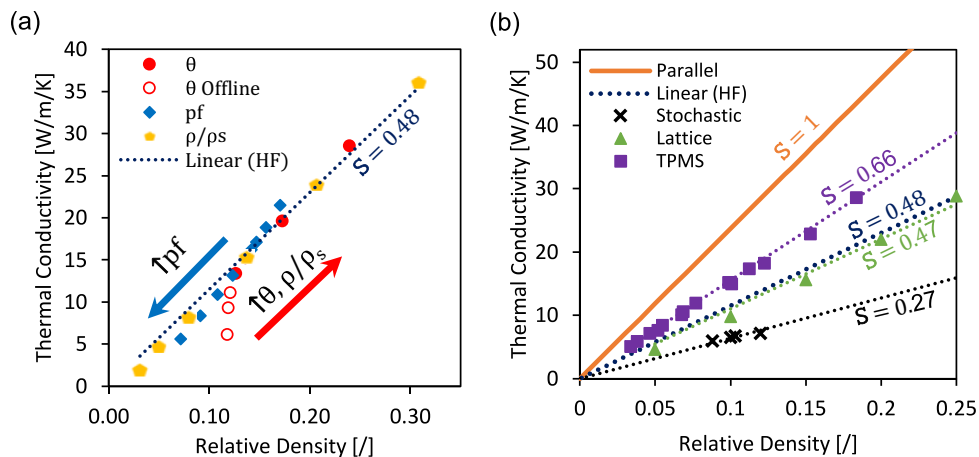 (a)
Thermal Conductivity [W/m/K]
40
35
30
25
20
15
10
5
0
θ
θ Offline
pf
ρ/ρs
Linear (HF)
S = 0.48
↑pf
↑θ, ρ/ρₛ
0.00
0.10
0.20
0.30
Relative Density [/]
(b)
Thermal Conductivity [W/m/K]
50
40
30
20
10
0
Parallel
Linear (HF)
Stochastic
Lattice
TPMS
S = 1
S = 0.66
S = 0.48
S = 0.47
S = 0.27
0
0.05
0.1
0.15
0.2
0.25
Relative Density [/]